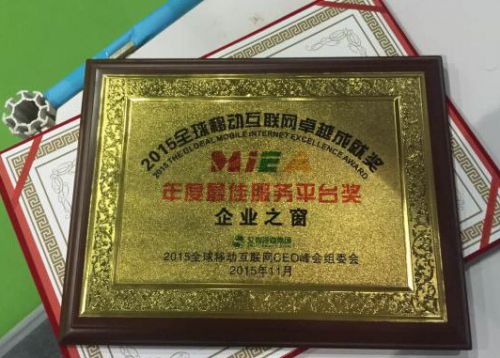 2015全球移动互联网卓越成就奖
2015 THE GLOBAL MOBILE INTERNET EXCELLENCE AWARD
MiEA
年度最佳服务平台奖
企业之窗
2015全球移动互联网CEO峰会组委会
2015年11月